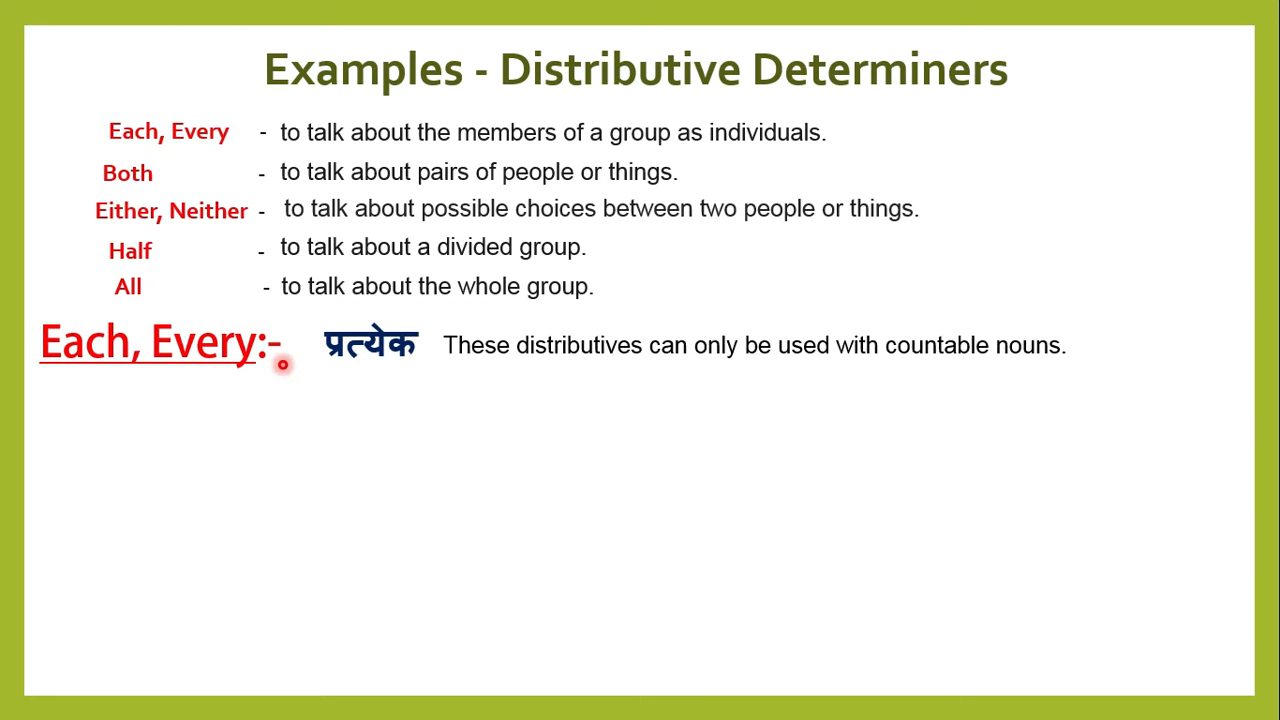 Examples - Distributive Determiners
Each, Every - to talk about the members of a group as individuals.
Both - to talk about pairs of people or things.
Either, Neither - to talk about possible choices between two people or things.
Half - to talk about a divided group.
All - to talk about the whole group.
Each, Every:- प्रत्येक These distributives can only be used with countable nouns.